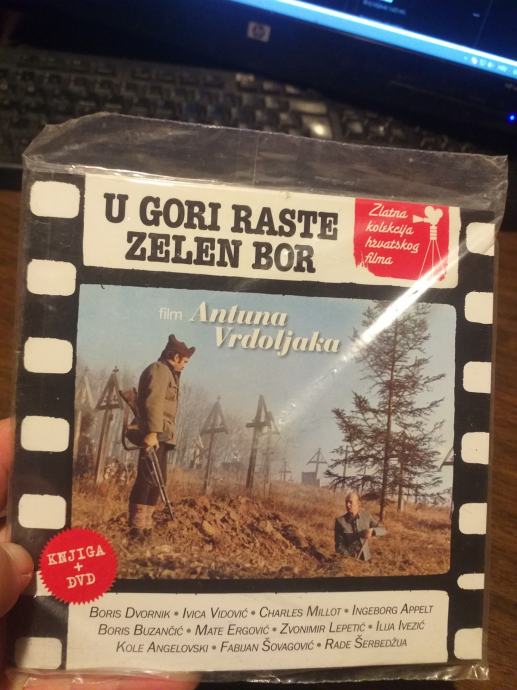 U GORI RASTE
ZELEN BOR
Zlatna
kolekcija
hrvatskog
filma
film Antuna
Vrdoljaka
KNJIGA
+ DVD
BORIS DVORNIK • IVICA VIDOVIĆ • CHARLES MILLOT • INGEBORG APPELT
BORIS BUZANČIĆ • MATE ERGOVIĆ • ZVONIMIR LEPETIĆ • ILIJA IVEZIĆ
KOLE ANGELOVSKI • FABIJAN ŠOVAGOVIĆ • RADE ŠERBEDŽIJA
hp